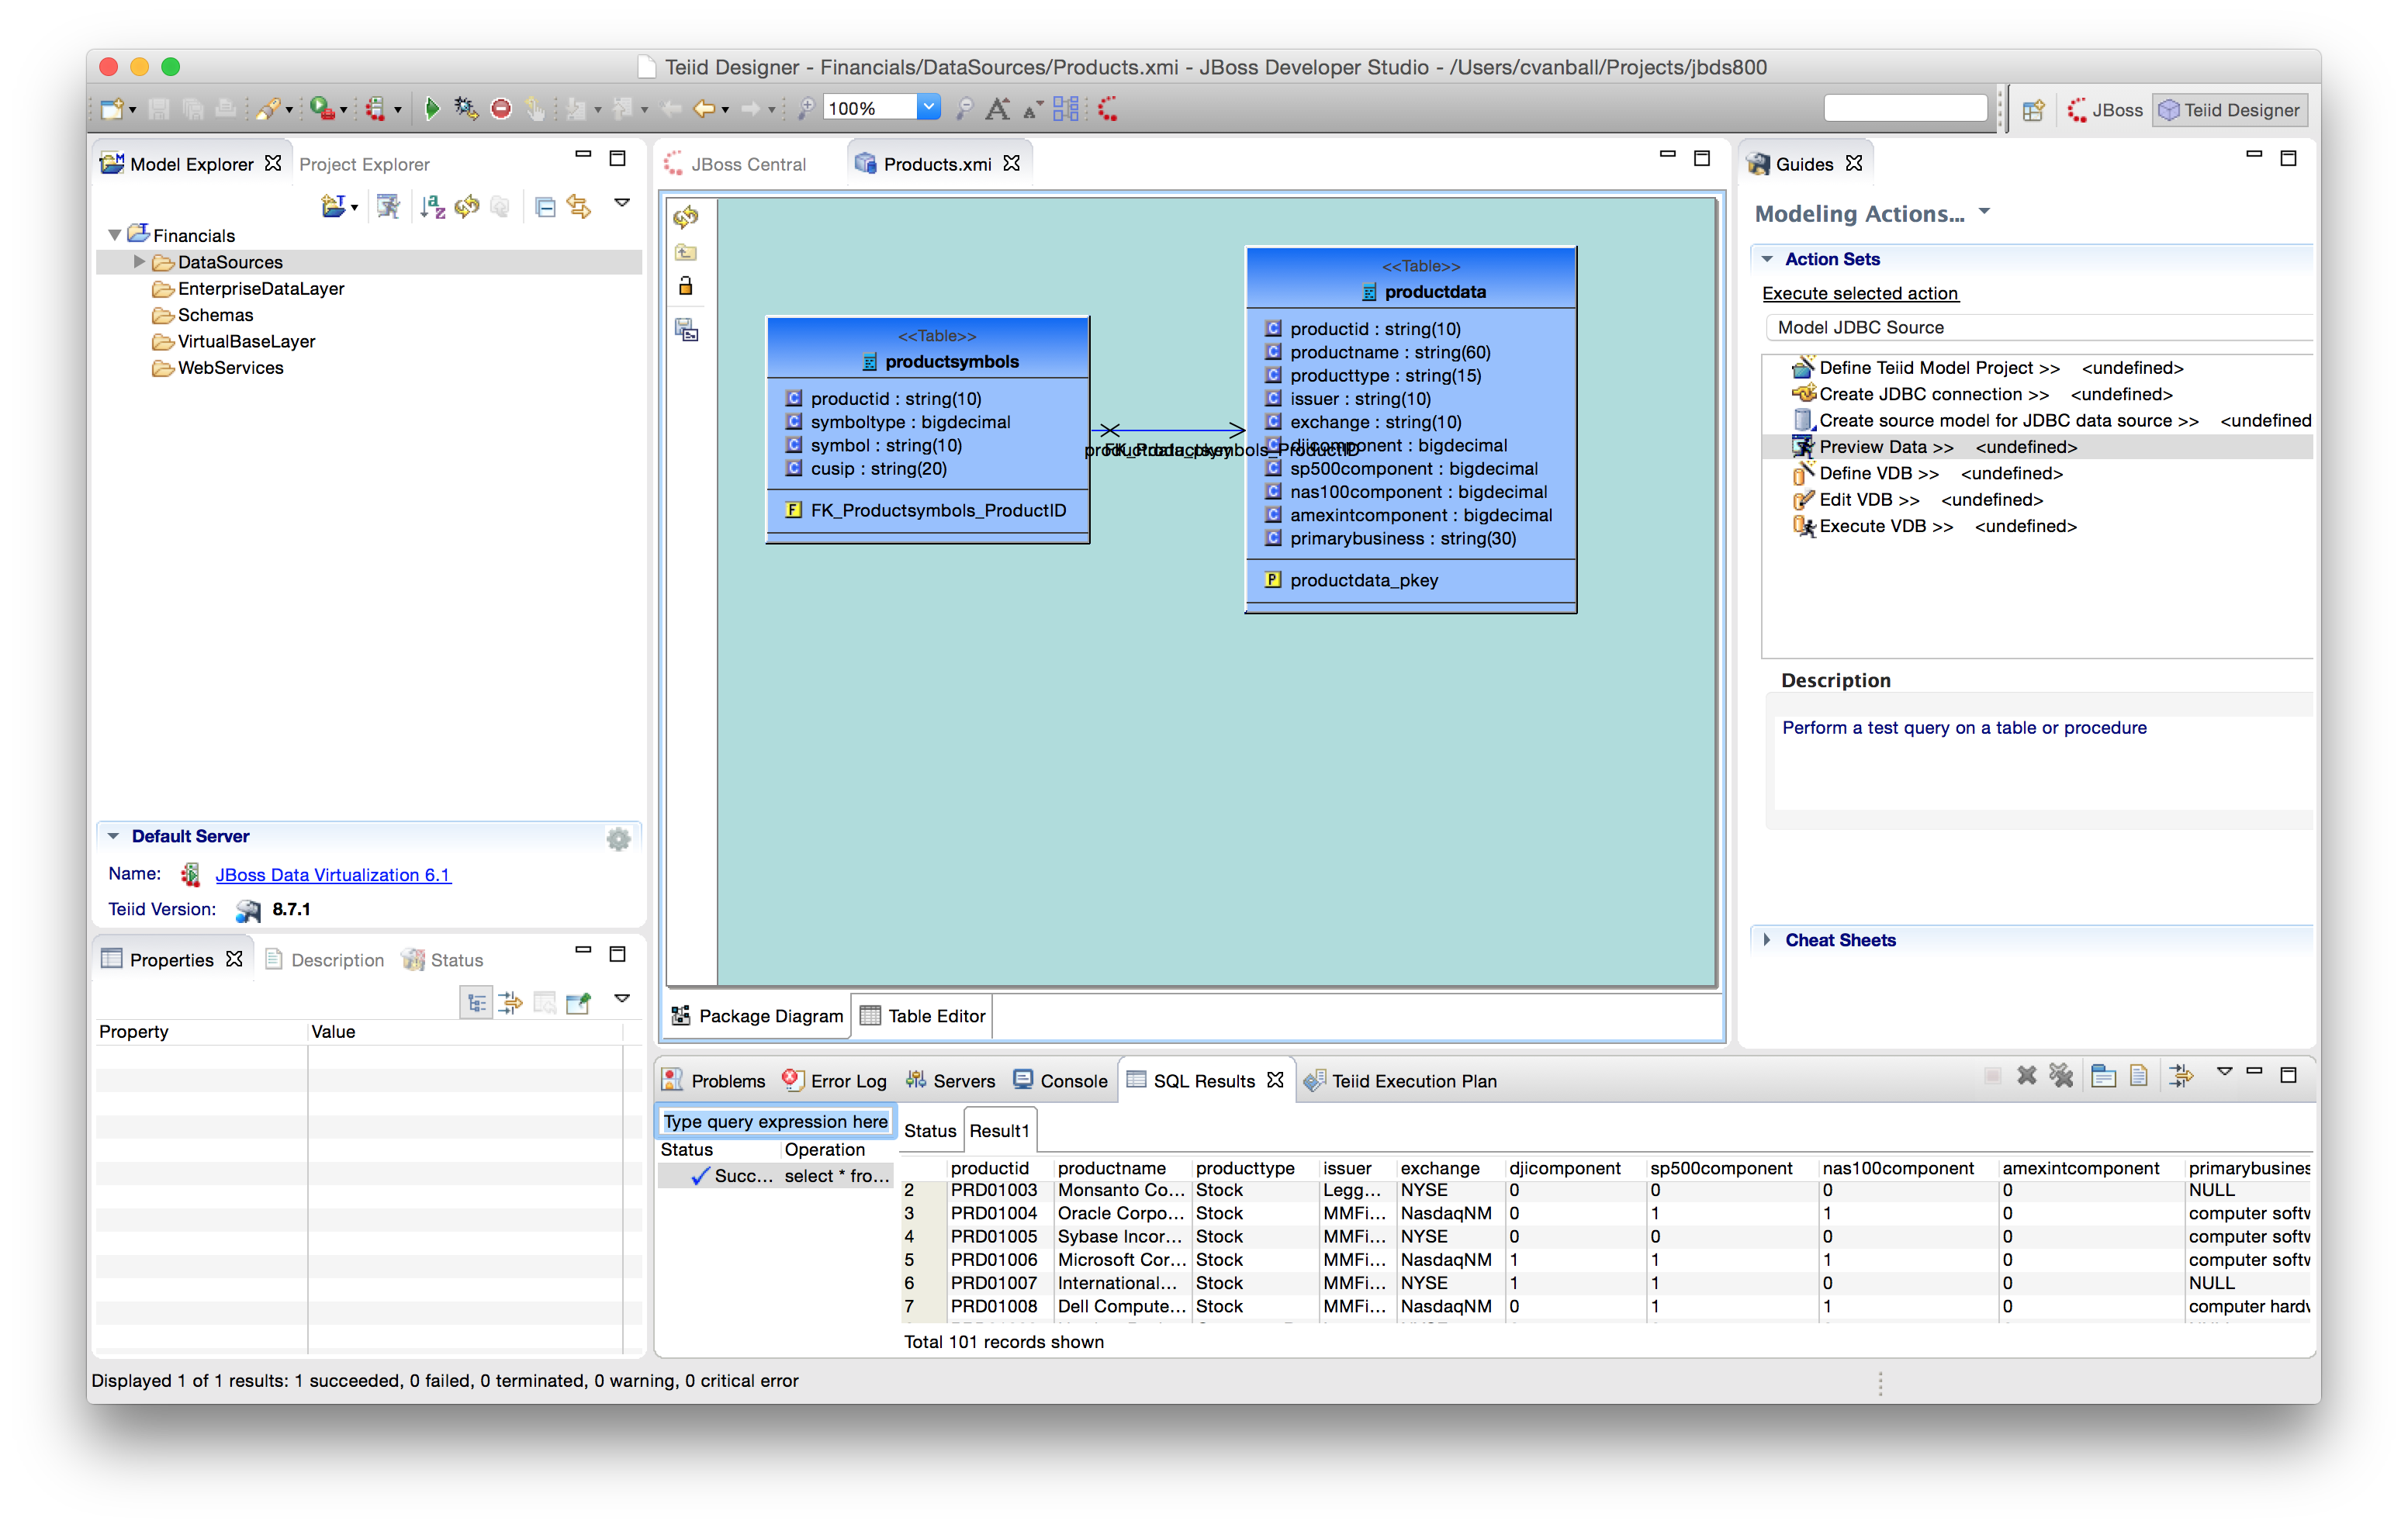 Teiid Designer - Financials/DataSources/Products.xmi - JBoss Developer Studio - /Users/cvanball/Projects/jbds800
100%
JBoss
Teiid Designer
Model Explorer
Project Explorer
Financials
DataSources
EnterpriseDataLayer
Schemas
VirtualBaseLayer
WebServices
Default Server
Name: JBoss Data Virtualization 6.1
Teiid Version: 8.7.1
Properties
Description
Status
Property Value
JBoss Central
Products.xmi
<<Table>>
productsymbols
productid : string(10)
symboltype : bigdecimal
symbol : string(10)
cusip : string(20)
FK_Productsymbols_ProductID
productdata_pkey
FK_Productsymbols_ProductID
<<Table>>
productdata
productid : string(10)
productname : string(60)
producttype : string(15)
issuer : string(10)
exchange : string(10)
djicomponent : bigdecimal
sp500component : bigdecimal
nas100component : bigdecimal
amexintcomponent : bigdecimal
primarybusiness : string(30)
productdata_pkey
Package Diagram
Table Editor
Guides
Modeling Actions...
Action Sets
Execute selected action
Model JDBC Source
Define Teiid Model Project >> <undefined>
Create JDBC connection >> <undefined>
Create source model for JDBC data source >> <undefined
Preview Data >> <undefined>
Define VDB >> <undefined>
Edit VDB >> <undefined>
Execute VDB >> <undefined>
Description
Perform a test query on a table or procedure
Cheat Sheets
Problems
Error Log
Servers
Console
SQL Results
Teiid Execution Plan
Type query expression here
Status Operation
Succ... select * fro...
Status
Result1
productid productname producttype issuer exchange djicomponent sp500component nas100component amexintcomponent primarybusines
2 PRD01003 Monsanto Co... Stock Legg... NYSE 0 0 0 0 NULL
3 PRD01004 Oracle Corpo... Stock MMFi... NasdaqNM 0 1 1 0 computer softw
4 PRD01005 Sybase Incor... Stock MMFi... NYSE 0 0 0 0 computer softw
5 PRD01006 Microsoft Cor... Stock MMFi... NasdaqNM 1 1 1 0 computer softw
6 PRD01007 International... Stock MMFi... NYSE 1 1 0 0 NULL
7 PRD01008 Dell Compute... Stock MMFi... NasdaqNM 0 1 1 0 computer hardw
Total 101 records shown
Displayed 1 of 1 results: 1 succeeded, 0 failed, 0 terminated, 0 warning, 0 critical error